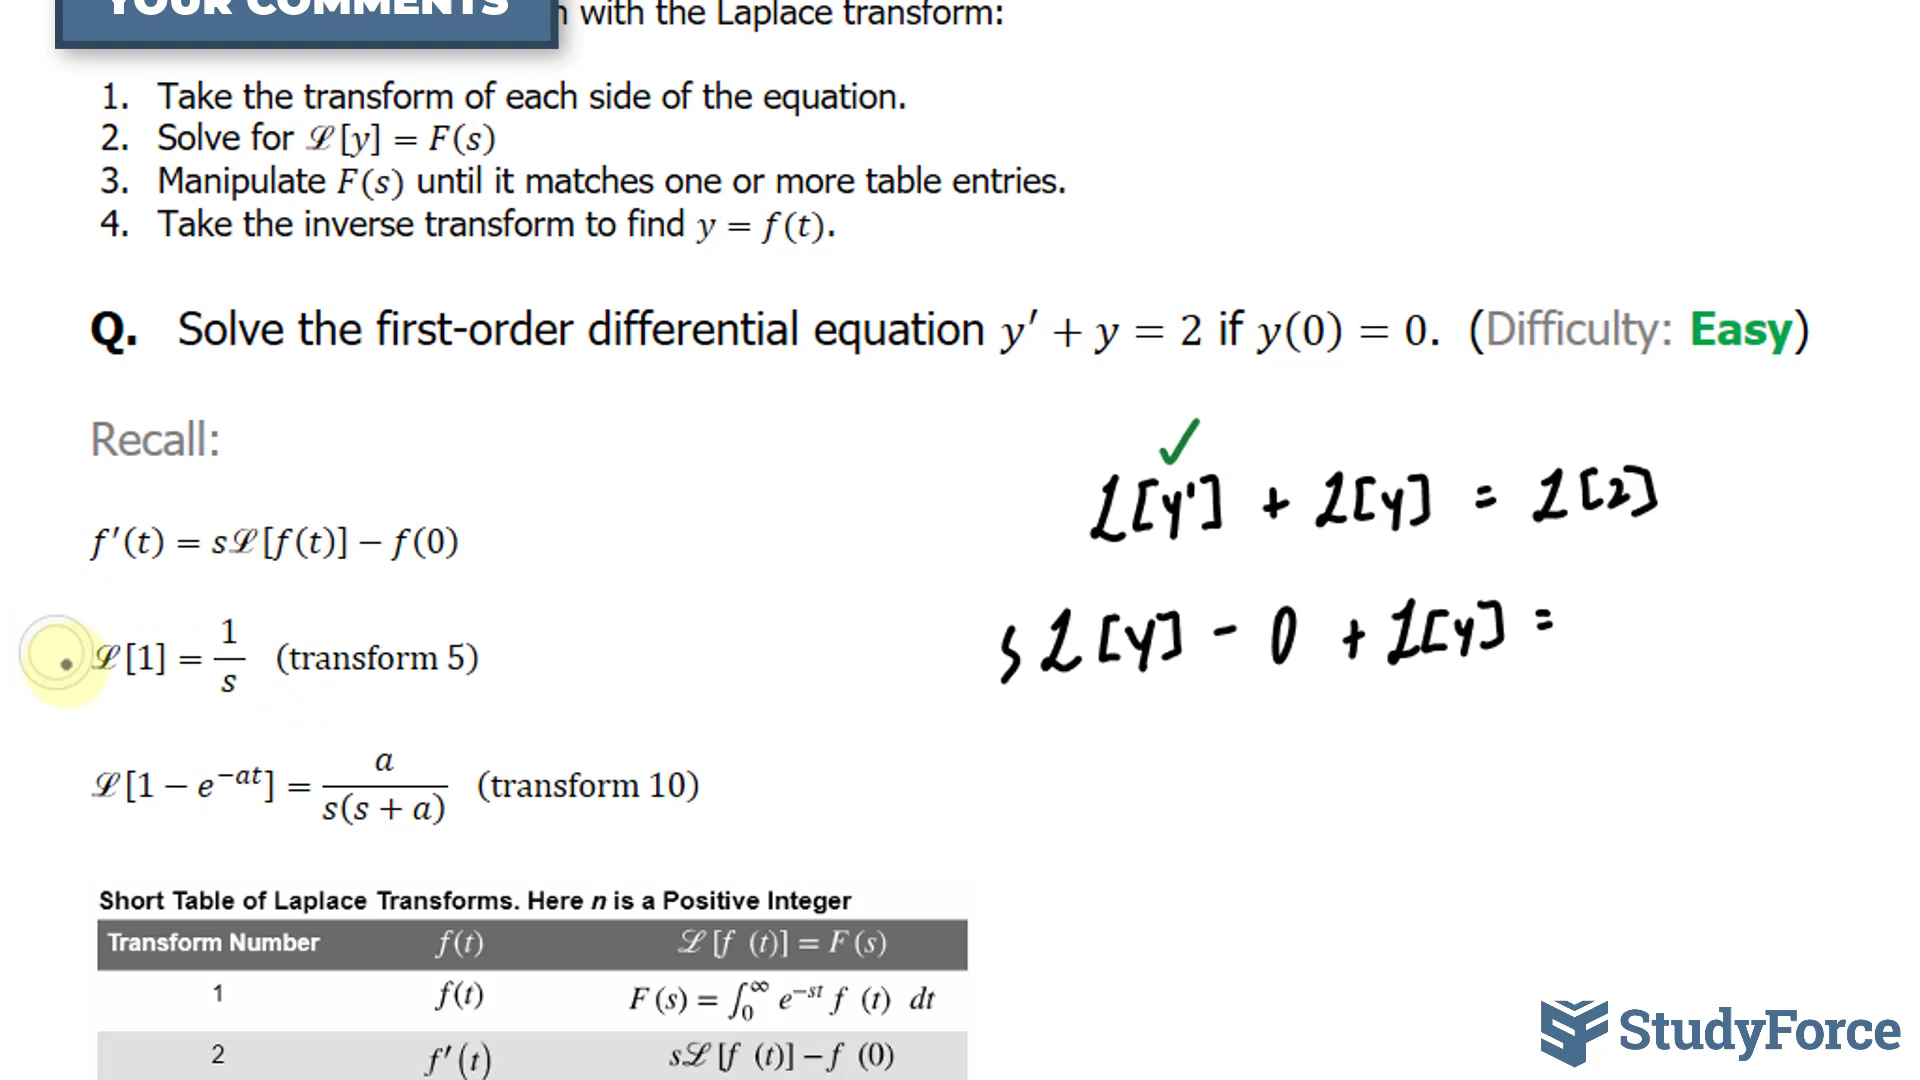 YOUR COMMENTS
with the Laplace transform:
1. Take the transform of each side of the equation.
2. Solve for ℒ[y] = F(s)
3. Manipulate F(s) until it matches one or more table entries.
4. Take the inverse transform to find y = f(t).
Q. Solve the first-order differential equation y′ + y = 2 if y(0) = 0. (Difficulty: Easy)
Recall:
✓
ℒ[y'] + ℒ[y] = ℒ[2]
f′(t) = sℒ[f(t)] − f(0)
sℒ[y] - 0 + ℒ[y] =
ℒ[1] = 1/s (transform 5)
ℒ[1 − e^{−at}] = a/s(s + a) (transform 10)
Short Table of Laplace Transforms. Here n is a Positive Integer
Transform Number f(t) ℒ[f (t)] = F (s)
1 f(t) F (s) = ∫₀^∞ e^{−st} f (t) dt
2 f′(t) sℒ[f (t)] − f (0)
StudyForce